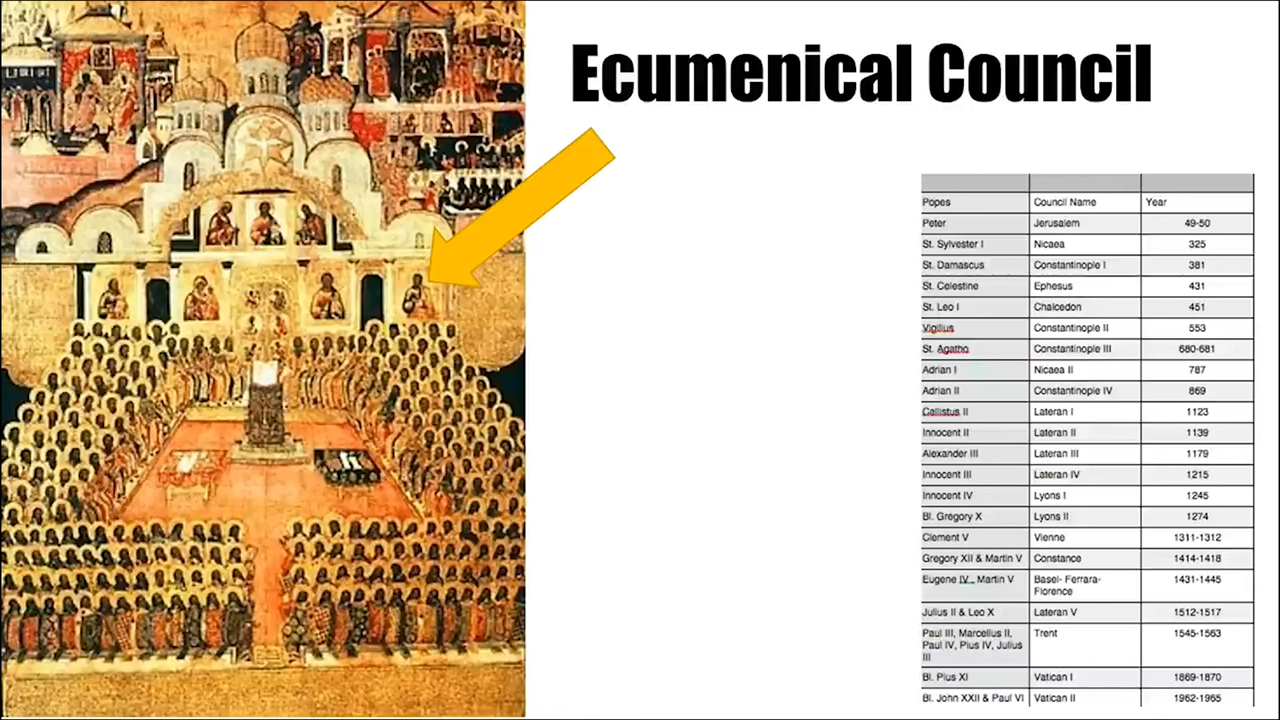 Ecumenical Council
Popes Council Name Year
Peter Jerusalem 49-50
St. Sylvester I Nicaea 325
St. Damascus Constantinople I 381
St. Celestine Ephesus 431
St. Leo I Chalcedon 451
Vigilius Constantinople II 553
St. Agatho Constantinople III 680-681
Adrian I Nicaea II 787
Adrian II Constantinople IV 869
Callistus II Lateran I 1123
Innocent II Lateran II 1139
Alexander III Lateran III 1179
Innocent III Lateran IV 1215
Innocent IV Lyons I 1245
Bl. Gregory X Lyons II 1274
Clement V Vienne 1311-1312
Gregory XII & Martin V Constance 1414-1418
Eugene IV , Martin V Basel- Ferrara- 1431-1445
Florence
Julius II & Leo X Lateran V 1512-1517
Paul III, Marcellus II, Trent 1545-1563
Paul IV, Pius IV, Julius
III
Bl. Pius XI Vatican I 1869-1870
Bl. John XXII & Paul VI Vatican II 1962-1965